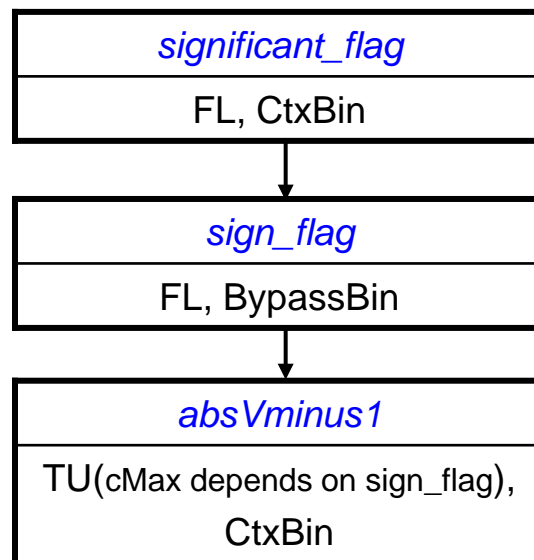 significant_flag
FL, CtxBin
sign_flag
FL, BypassBin
absVminus1
TU(cMax depends on sign_flag),
CtxBin